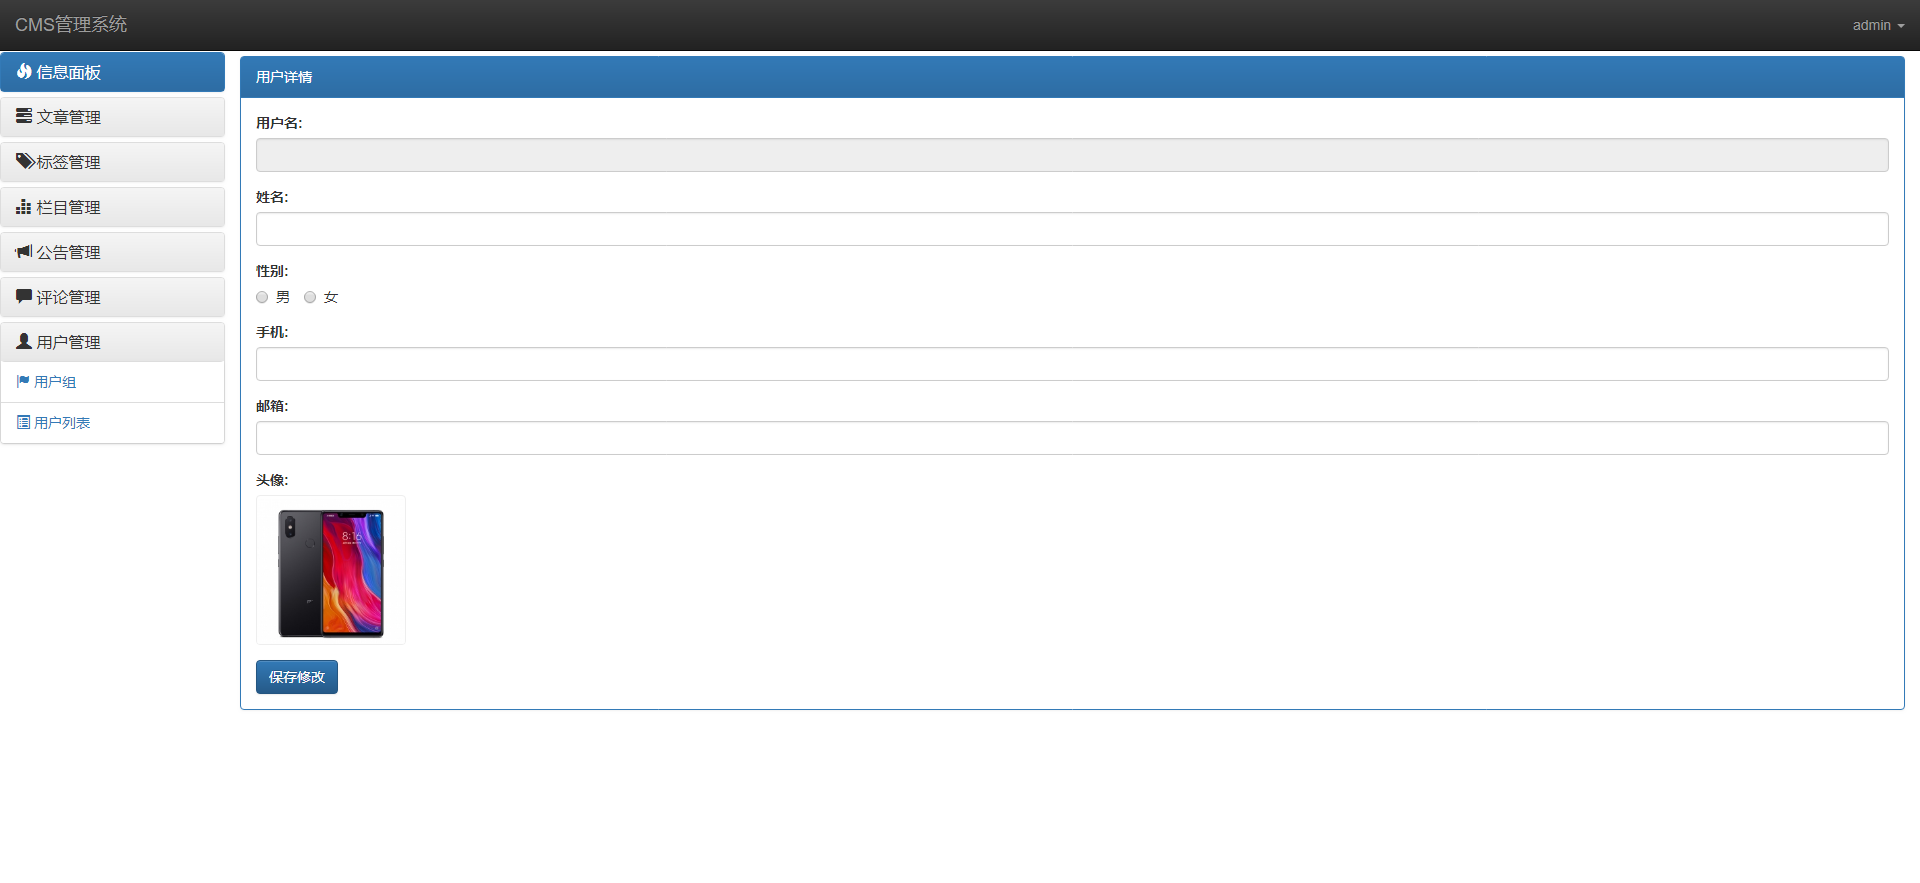 CMS管理系统
admin
信息面板
文章管理
标签管理
栏目管理
公告管理
评论管理
用户管理
用户组
用户列表
用户详情
用户名:
姓名:
性别:
男 女
手机:
邮箱:
头像:
8:16
保存修改